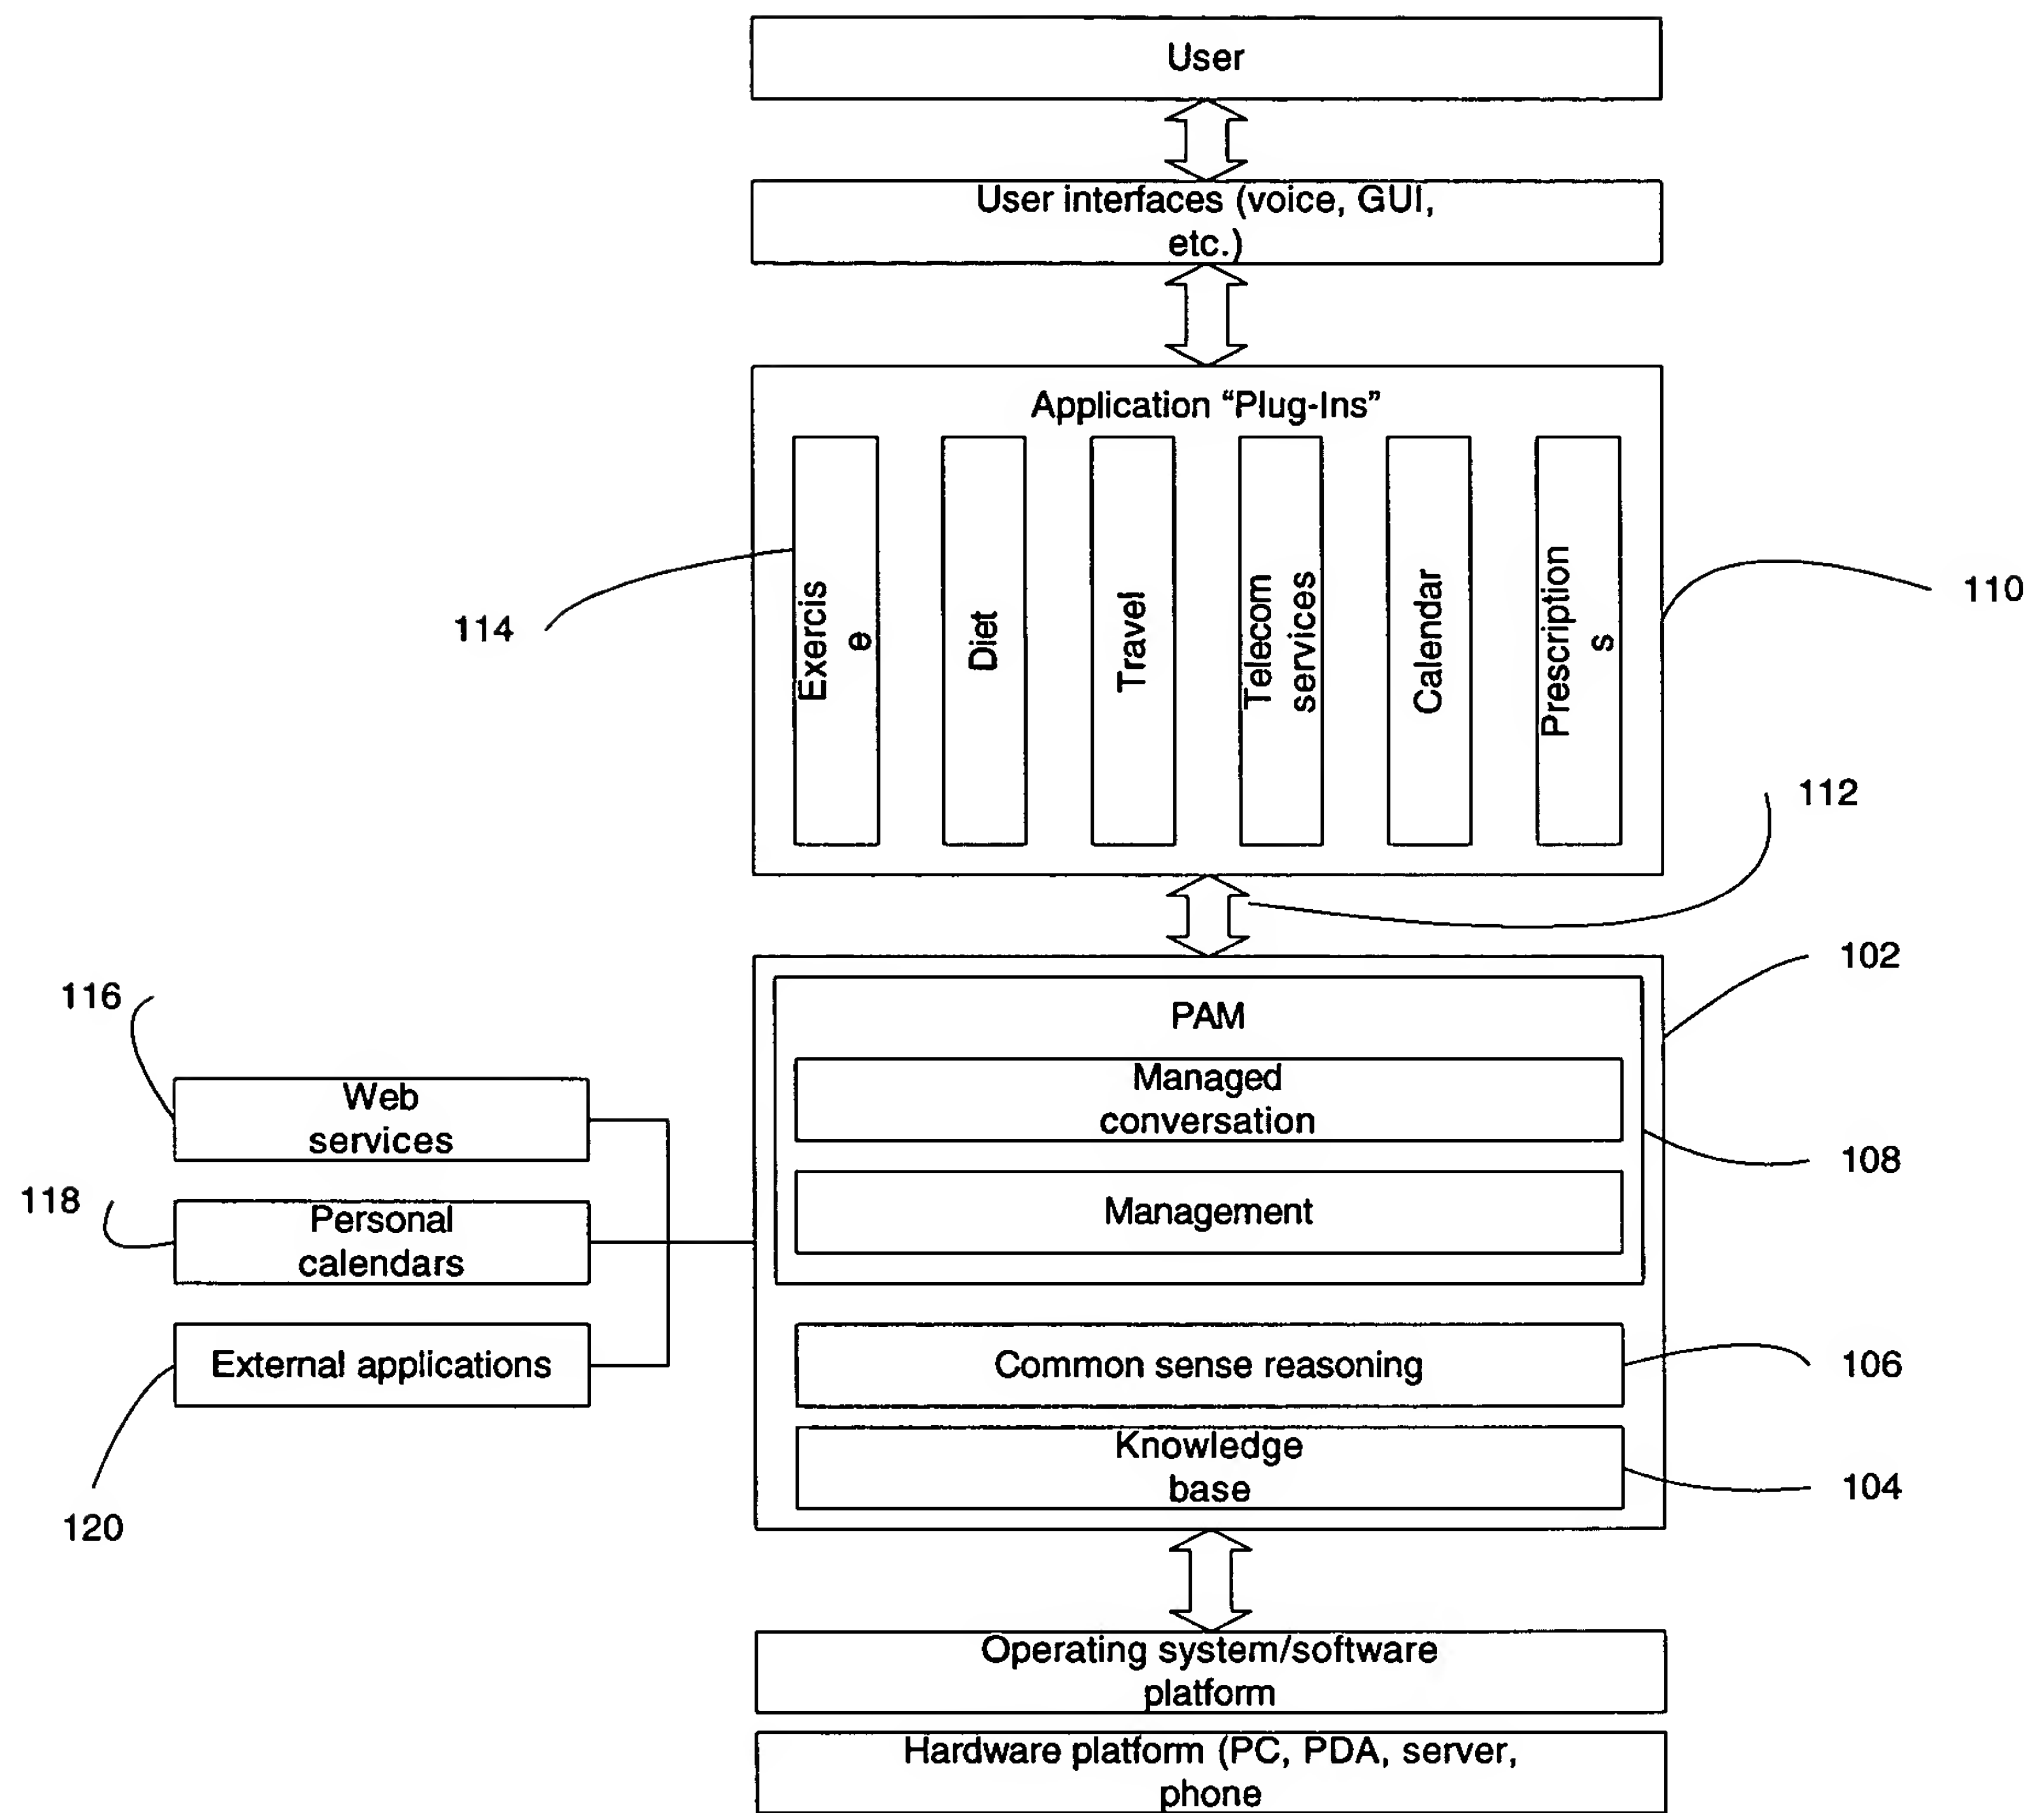 User
User interfaces (voice, GUI,
etc.)
Application “Plug-Ins”
Exercis
e
Diet
Travel
Telecom
services
Calendar
Prescription
s
114
110
112
102
PAM
116
Managed
conversation
Web
services
108
118
Personal
calendars
Management
External applications
Common sense reasoning
106
Knowledge
base
104
120
Operating system/software
platform
Hardware platform (PC, PDA, server,
phone